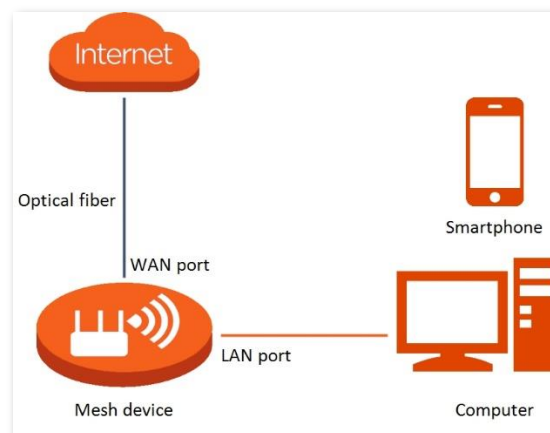 Internet
Optical fiber
Smartphone
WAN port
LAN port
Mesh device
Computer